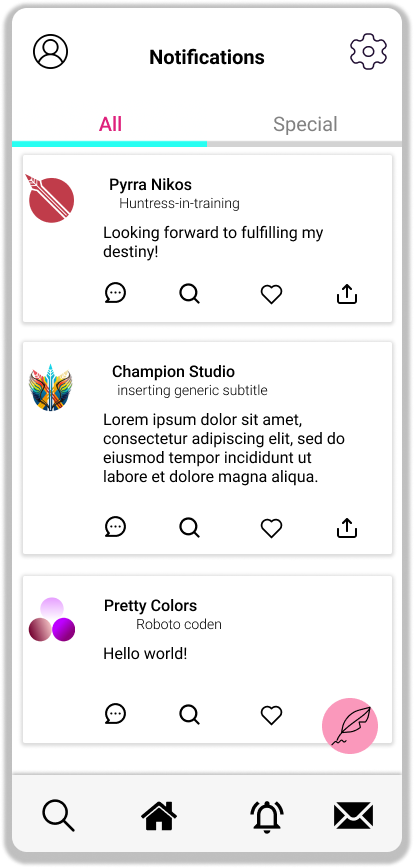 Notifications
All
Special
Pyrra Nikos
Huntress-in-training
Looking forward to fulfilling my
destiny!
Champion Studio
inserting generic subtitle
Lorem ipsum dolor sit amet,
consectetur adipiscing elit, sed do
eiusmod tempor incididunt ut
labore et dolore magna aliqua.
Pretty Colors
Roboto coden
Hello world!